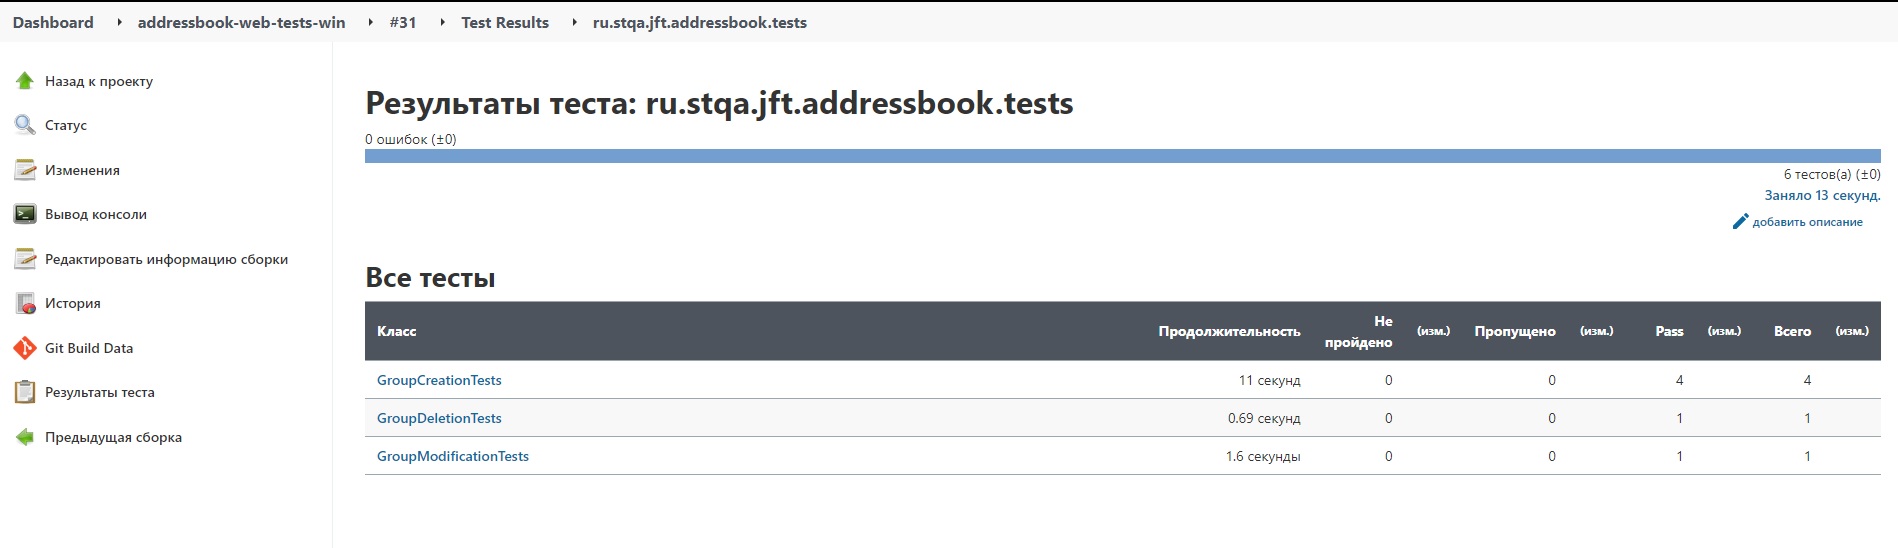 Dashboard addressbook-web-tests-win #31 Test Results ru.stqa.jft.addressbook.tests
Назад к проекту
Статус
Изменения
Вывод консоли
Редактировать информацию сборки
История
Git Build Data
Результаты теста
Предыдущая сборка
Результаты теста: ru.stqa.jft.addressbook.tests
0 ошибок (±0)
6 тестов(а) (±0)
Заняло 13 секунд.
добавить описание
Все тесты
Класс Продолжительность Не пройдено (изм.) Пропущено (изм.) Pass (изм.) Всего (изм.)
GroupCreationTests 11 секунд 0 0 4 4
GroupDeletionTests 0.69 секунд 0 0 1 1
GroupModificationTests 1.6 секунды 0 0 1 1